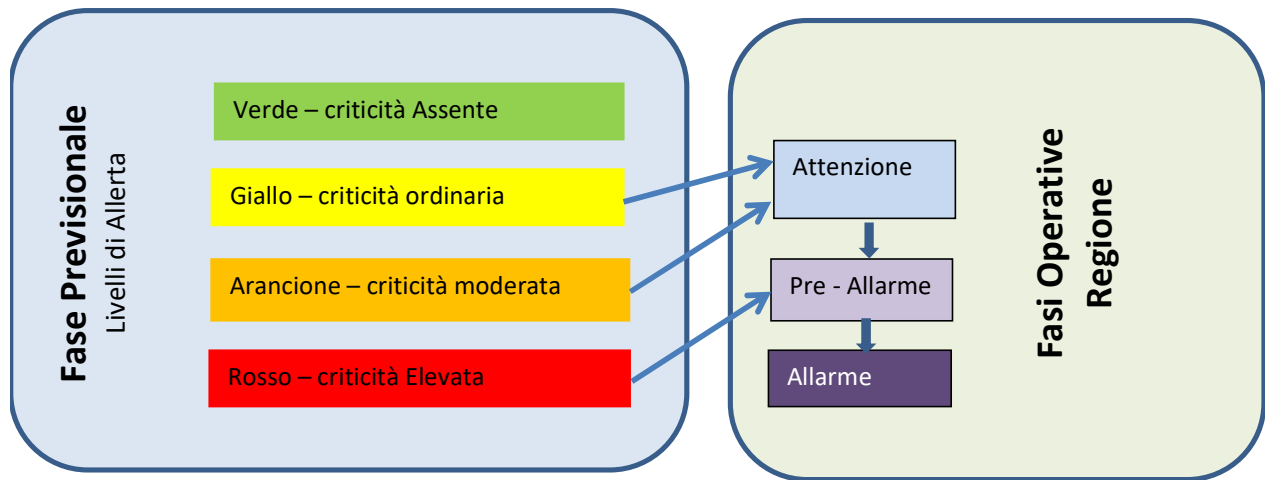 Fase Previsionale
Livelli di Allerta
Verde – criticità Assente
Giallo – criticità ordinaria
Arancione – criticità moderata
Rosso – criticità Elevata
Attenzione
Pre - Allarme
Allarme
Fasi Operative
Regione